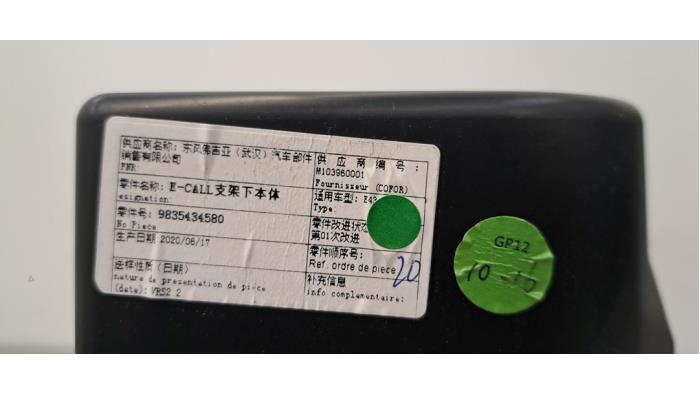 供应商名称: 东风佛吉亚 (武汉) 汽车部件
销售有限公司
FNR
零件名称: E-CALL支架下本体
esignation
零件号: 9835434580
No Piece
生产日期 2020/06/17
送样性质 (日期)
nature de presentation de pièce
(date): VRS2 2
供 应 商 编 号:
M103960001
Fournisseur (COFOR)
适用车型:
Type.
零件改进状
第01次改进
零件顺序号:
Ref. ordre de piece 20
补充信息
info complementaire:
GP12
10